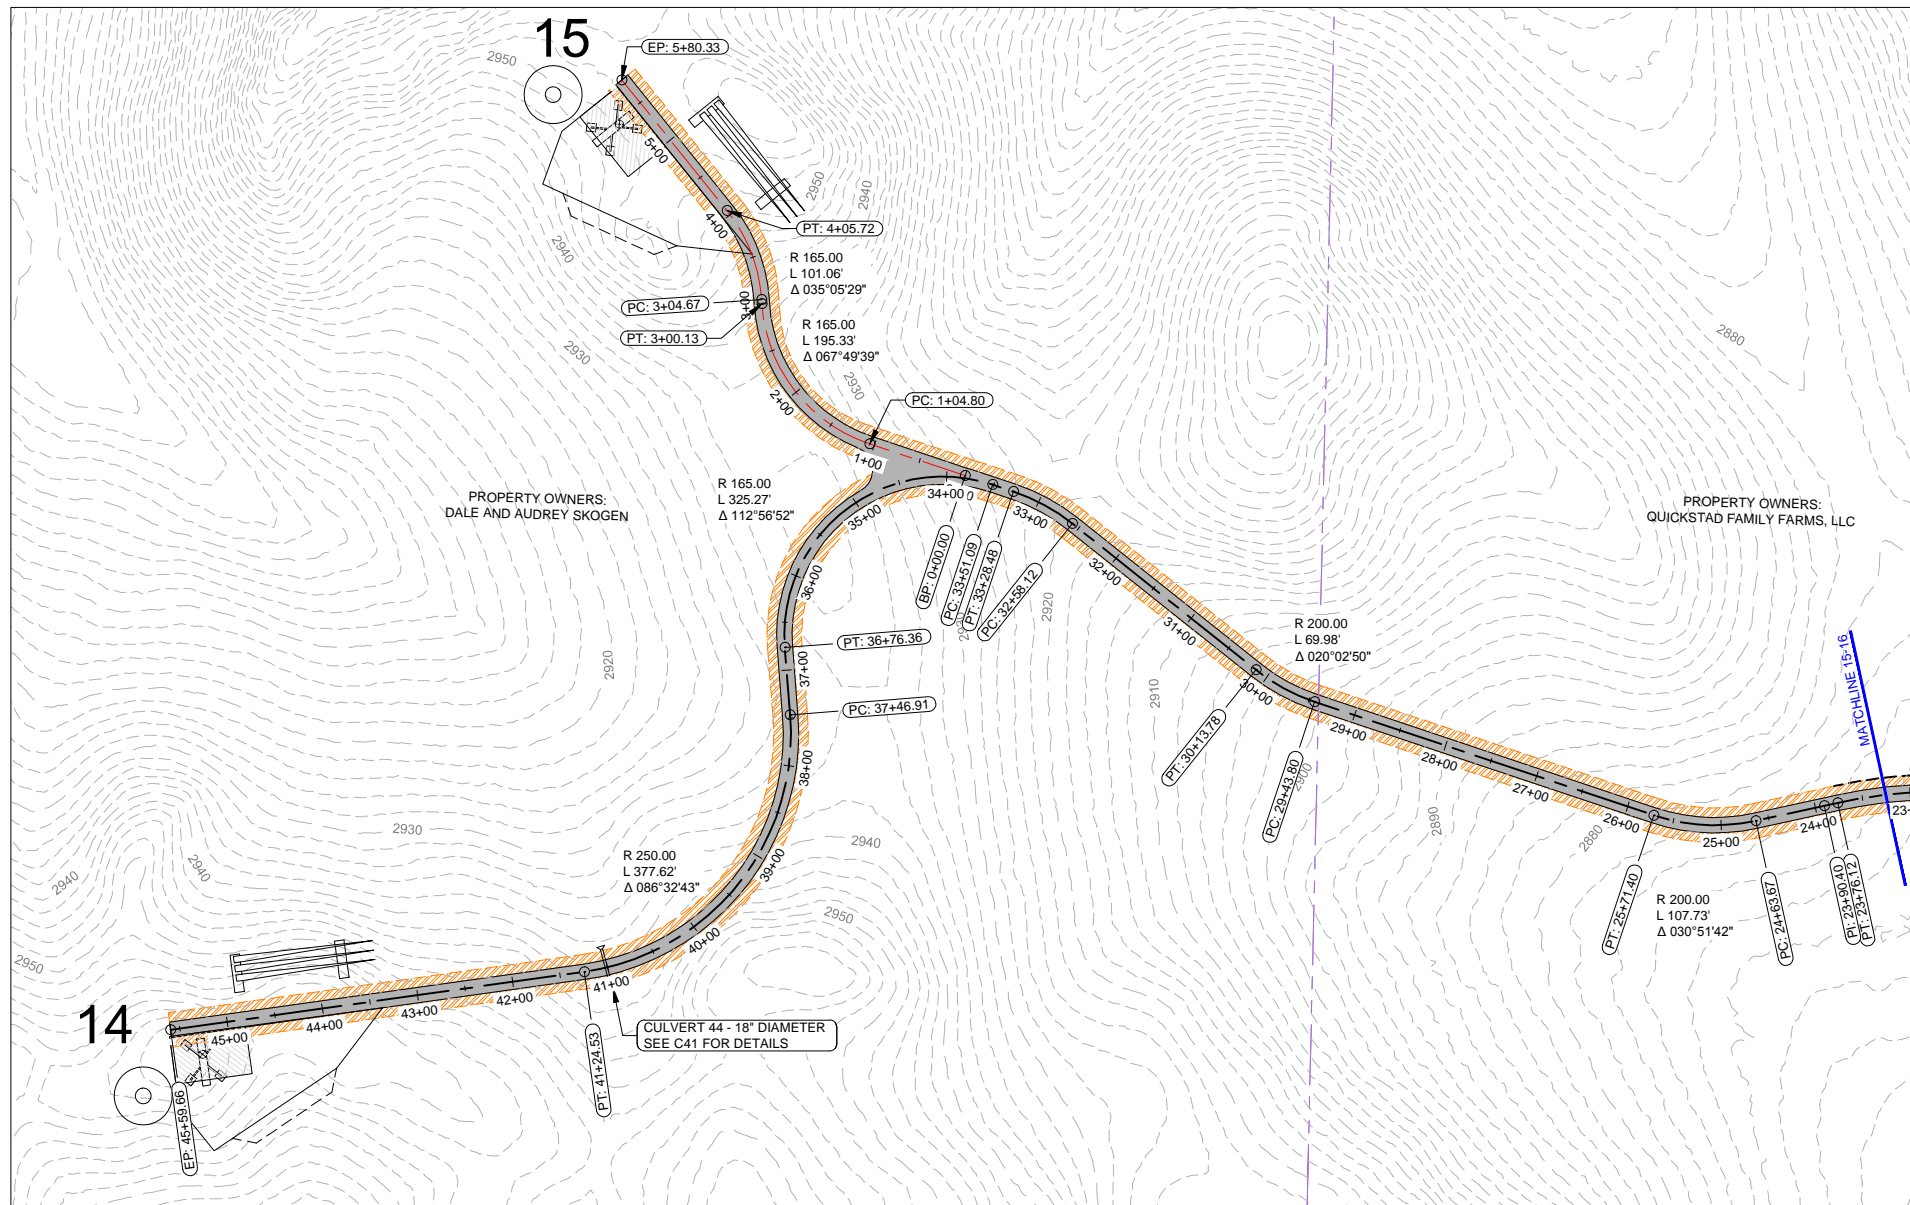 15
EP: 5+80.33
2950
5+00
2950
2940
4+00
PT: 4+05.72
2940
R 165.00
L 101.06'
Δ 035°05'29"
PC: 3+04.67
3+00
PT: 3+00.13
R 165.00
L 195.33'
Δ 067°49'39"
2930
2880
2930
2+00
PC: 1+04.80
1+00
R 165.00
L 325.27'
Δ 112°56'52"
PROPERTY OWNERS:
DALE AND AUDREY SKOGEN
PROPERTY OWNERS:
QUICKSTAD FAMILY FARMS, LLC
34+00
35+00
33+00
BP: 0+00.00
PC: 33+51.09
PT: 33+28.48
PC: 32+58.12
32+00
36+00
2920
31+00
PT: 36+76.36
R 200.00
L 69.98'
Δ 020°02'50"
2920
37+00
2910
30+00
MATCHLINE 15-16
PC: 37+46.91
PT: 30+13.78
29+00
28+00
38+00
2900
PC: 29+43.80
27+00
26+00
25+00
24+00
23+
2930
2940
2890
2880
R 250.00
L 377.62'
Δ 086°32'43"
39+00
2940
2940
2950
PT: 25+71.40
R 200.00
L 107.73'
Δ 030°51'42"
PC: 24+63.67
PI: 23+90.40
PT: 23+76.12
40+00
2950
41+00
42+00
43+00
44+00
45+00
14
CULVERT 44 - 18" DIAMETER
SEE C41 FOR DETAILS
PT: 41+24.53
EP: 45+59.66